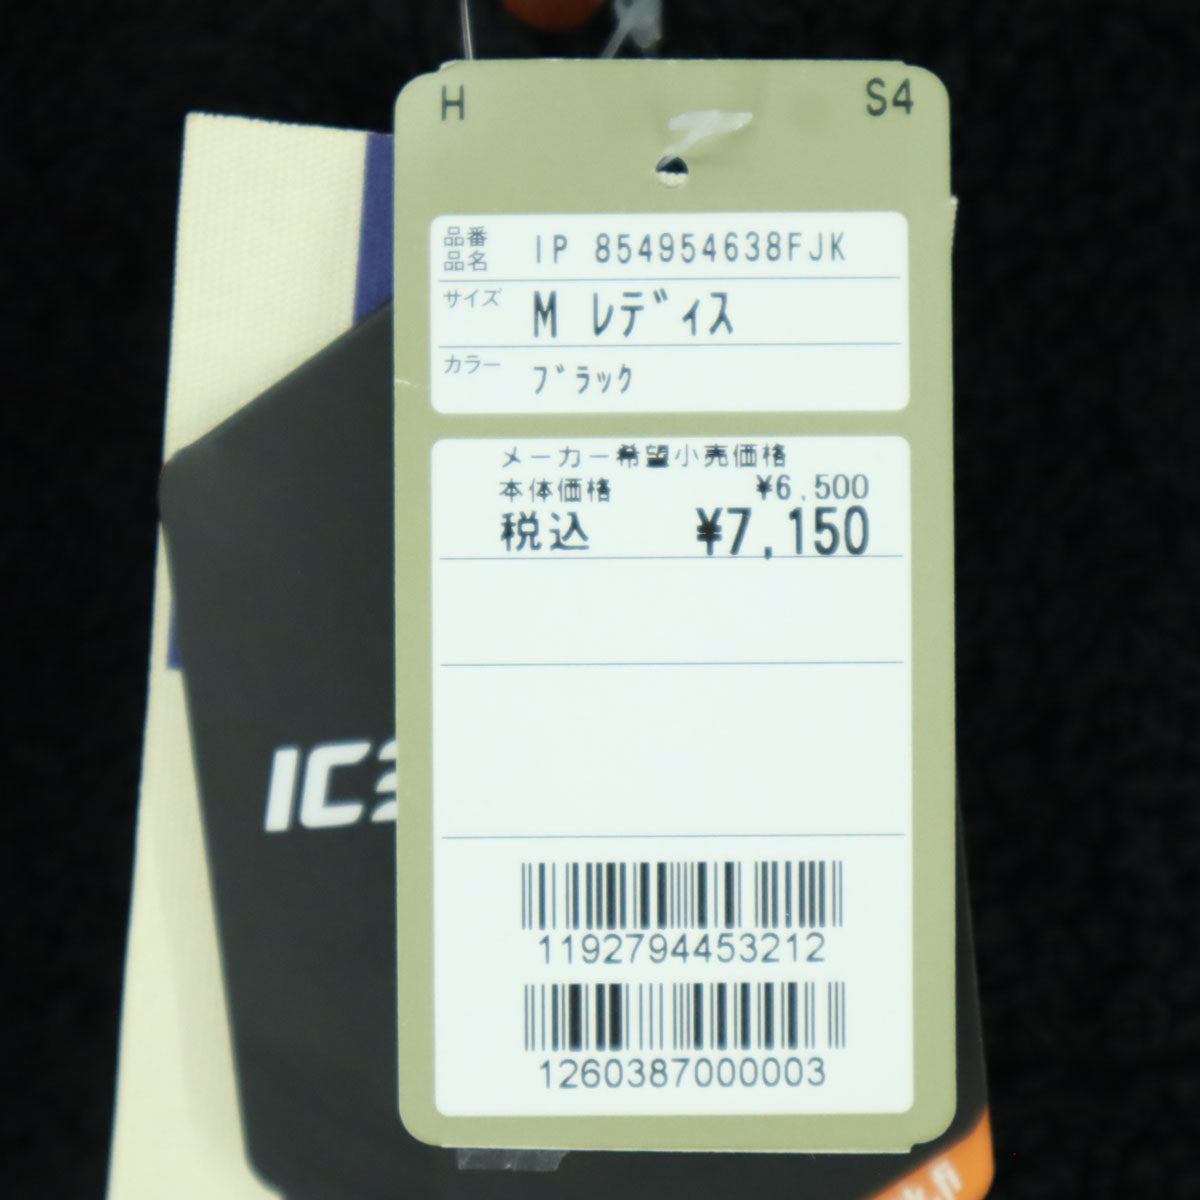 H S4
品番 IP 854954638FJK
品名
サイズ M レディス
カラー ブラック
メーカー希望小売価格
本体価格 ¥6,500
税込 ¥7,150
IC
1192794453212
1260387000003
k.fi